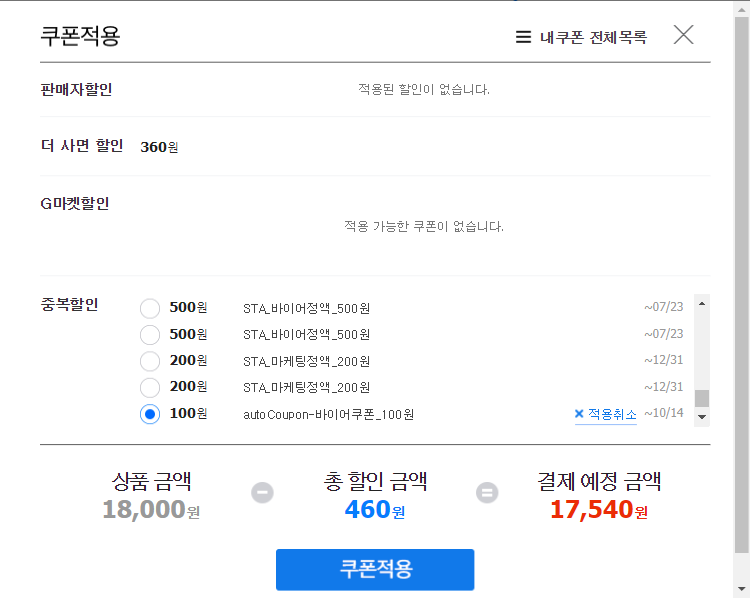 쿠폰적용
내쿠폰 전체목록
판매자할인 적용된 할인이 없습니다.
더 사면 할인 360원
G마켓할인
적용 가능한 쿠폰이 없습니다.
중복할인
500원 STA_바이어정액_500원 ~07/23
500원 STA_바이어정액_500원 ~07/23
200원 STA_마케팅정액_200원 ~12/31
200원 STA_마케팅정액_200원 ~12/31
100원 autoCoupon-바이어쿠폰_100원 적용취소 ~10/14
상품 금액 총 할인 금액 결제 예정 금액
18,000원 460원 17,540원
쿠폰적용